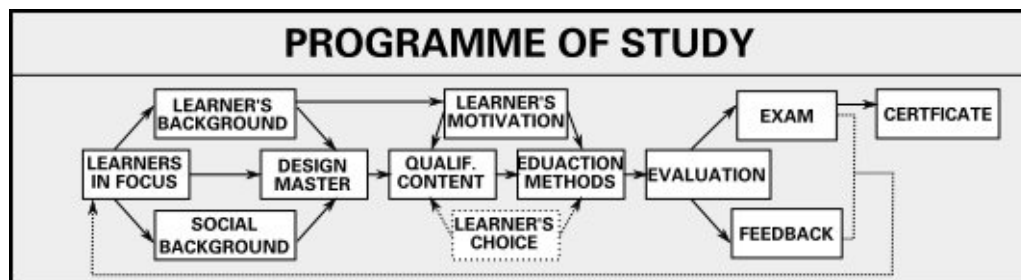 PROGRAMME OF STUDY
LEARNER'S
BACKGROUND
LEARNER'S
MOTIVATION
EXAM
CERTFICATE
LEARNERS
IN FOCUS
DESIGN
MASTER
QUALIF.
CONTENT
EDUACTION
METHODS
EVALUATION
SOCIAL
BACKGROUND
LEARNER'S
CHOICE
FEEDBACK